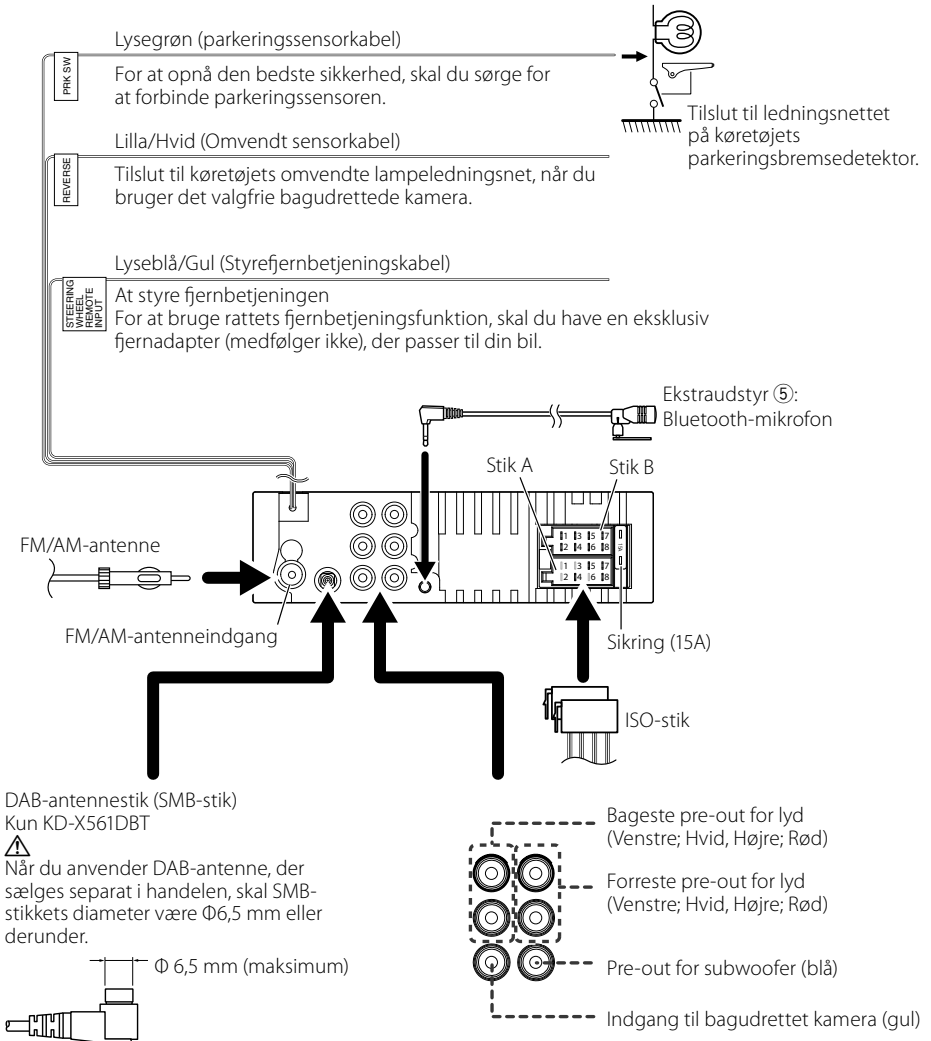 Lysegrøn (parkeringssensorkabel)
PRK SW
For at opnå den bedste sikkerhed, skal du sørge for
at forbinde parkeringssensoren.
Tilslut til ledningsnettet
på køretøjets
parkeringsbremsedetektor.
Lilla/Hvid (Omvendt sensorkabel)
REVERSE
Tilslut til køretøjets omvendte lampeledningsnet, når du
bruger det valgfrie bagudrettede kamera.
Lyseblå/Gul (Styrefjernbetjeningskabel)
STEERING
WHEEL
REMOTE
INPUT
At styre fjernbetjeningen
For at bruge rattets fjernbetjeningsfunktion, skal du have en eksklusiv
fjernadapter (medfølger ikke), der passer til din bil.
Ekstraudstyr ⑤:
Bluetooth-mikrofon
Stik A
Stik B
1 3 5 7
2 4 6 8
1 3 5 7
2 4 6 8
FM/AM-antenne
FM/AM-antenneindgang
Sikring (15A)
ISO-stik
DAB-antennestik (SMB-stik)
Kun KD-X561DBT
Når du anvender DAB-antenne, der
sælges separat i handelen, skal SMB-
stikkets diameter være Φ6,5 mm eller
derunder.
Φ 6,5 mm (maksimum)
Bageste pre-out for lyd
(Venstre; Hvid, Højre; Rød)
Forreste pre-out for lyd
(Venstre; Hvid, Højre; Rød)
Pre-out for subwoofer (blå)
Indgang til bagudrettet kamera (gul)